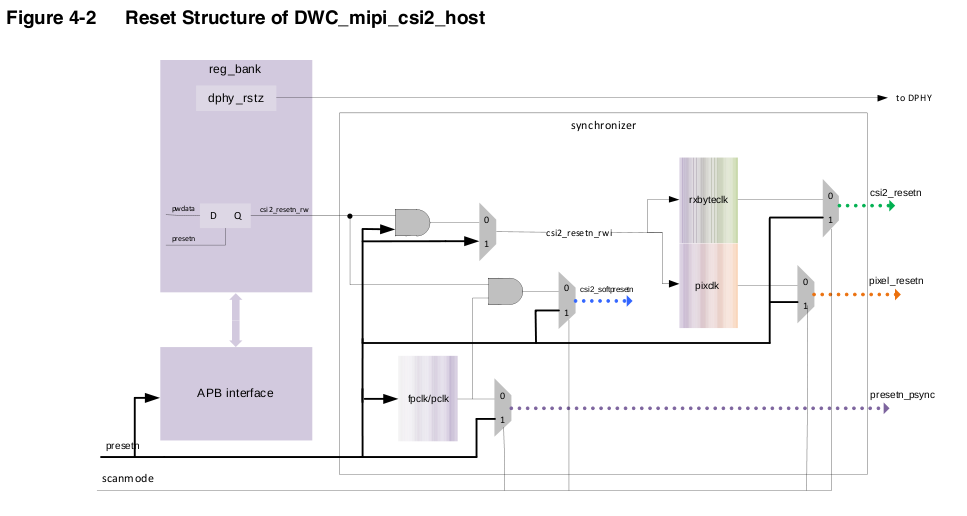 Figure 4-2 Reset Structure of DWC_mipi_csi2_host
reg_bank
dphy_rstz
to DPHY
synchronizer
pwdata
D Q
csi2_resetn_rw
presetn
0
1
csi2_resetn_rwi
rxbyteclk
0
1
csi2_resetn
0
1
csi2_softpresetn
pixclk
0
1
pixel_resetn
APB interface
fpclk/pclk
0
1
presetn_psync
presetn
scanmode